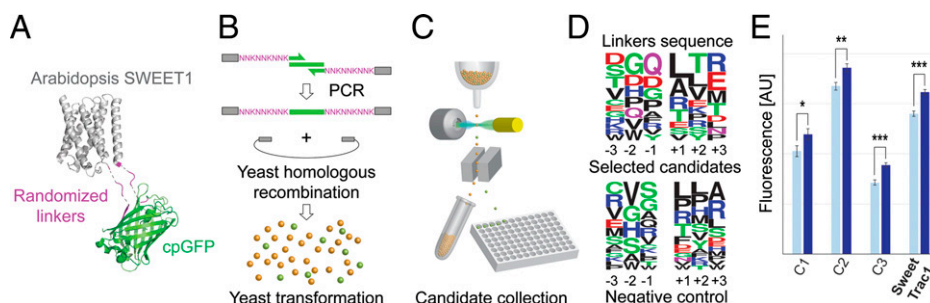 A
Arabidopsis SWEET1
Randomized
linkers
cpGFP
B
NNKNNKNNK
NNKNNKNNK
PCR
NNKNNKNNK
NNKNNKNNK
+
Yeast homologous
recombination
Yeast transformation
C
Candidate collection
D
Linkers sequence
-3 -2 -1 +1 +2 +3
Selected candidates
-3 -2 -1 +1 +2 +3
Negative control
E
Fluorescence [AU]
*
**
***
***
C1
C2
C3
Sweet
Trac1